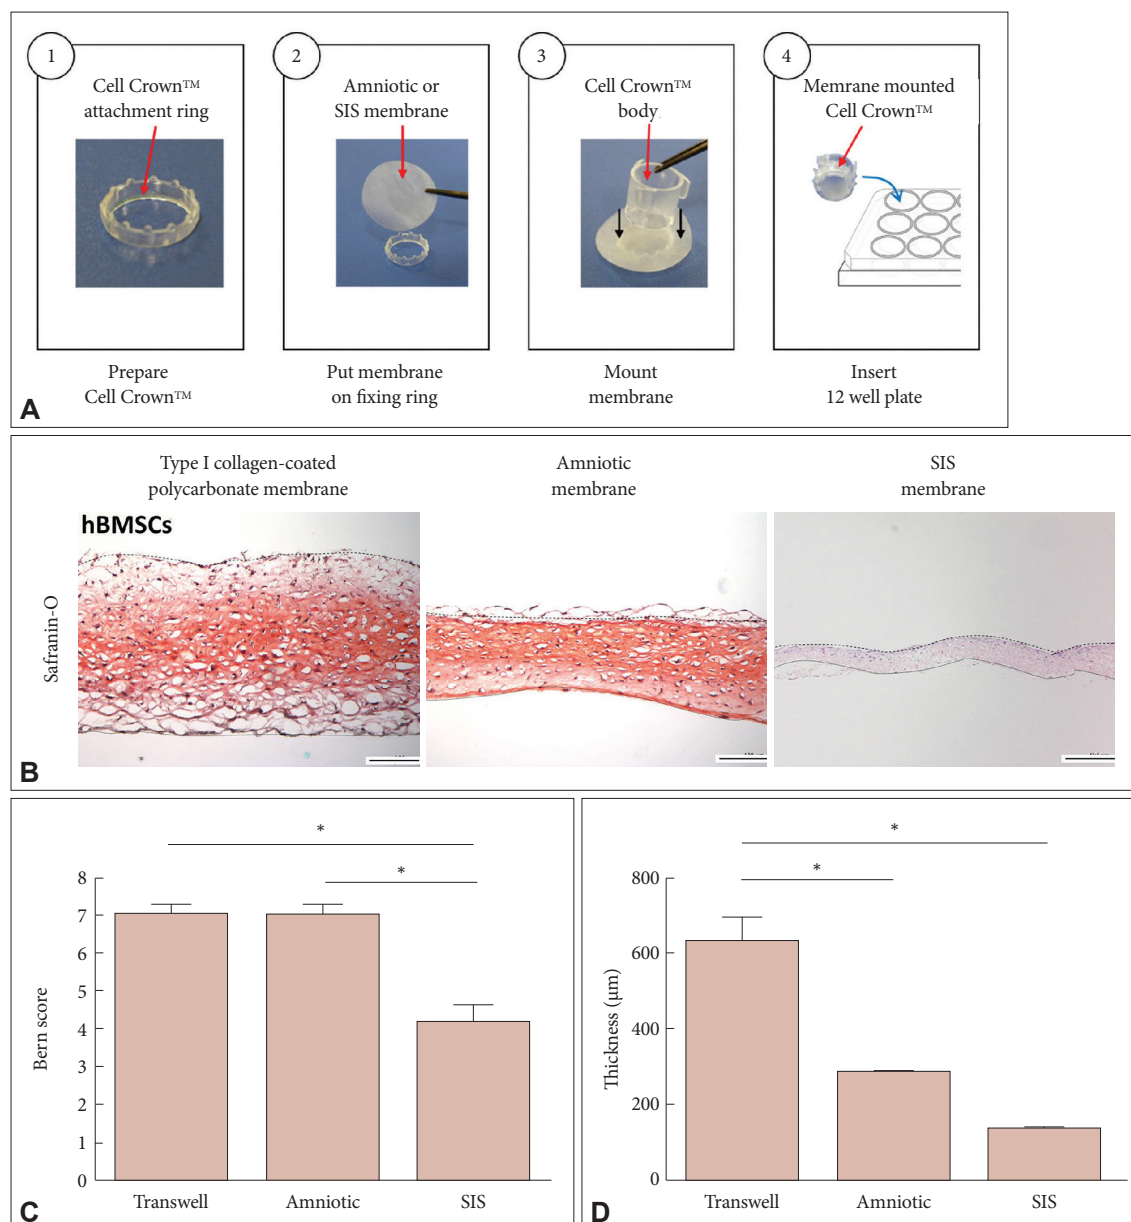 1
Cell Crown™
attachment ring
Prepare
Cell Crown™
2
Amniotic or
SIS membrane
Put membrane
on fixing ring
3
Cell Crown™
body
Mount
membrane
4
Memrane mounted
Cell Crown™
Insert
12 well plate
A
Type I collagen-coated
polycarbonate membrane
Amniotic
membrane
SIS
membrane
hBMSCs
Safranin-O
B
*
*
8
7
6
5
4
3
2
1
0
Bern score
Transwell
Amniotic
SIS
C
*
*
800
600
400
200
0
Thickness (μm)
Transwell
Amniotic
SIS
D